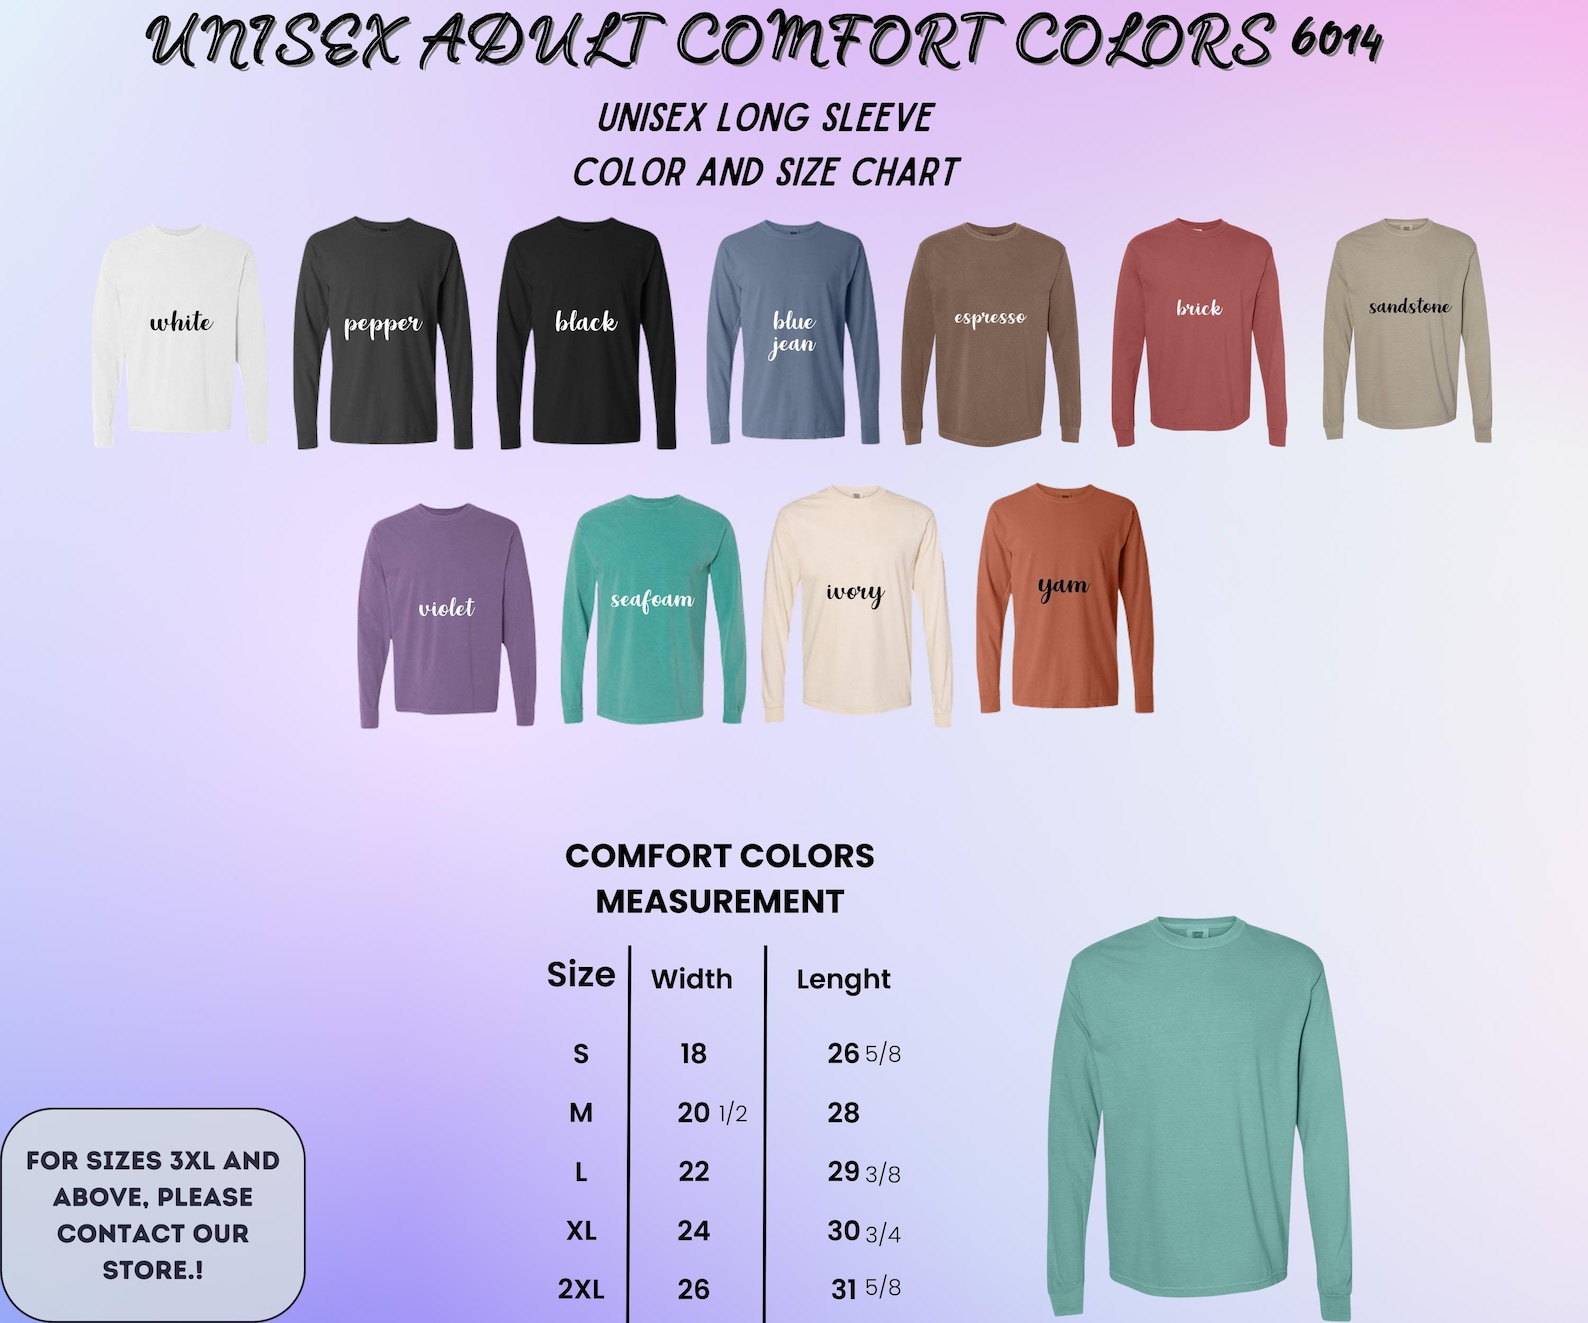 UNISEX ADULT COMFORT COLORS 6014
UNISEX LONG SLEEVE
COLOR AND SIZE CHART
white
pepper
black
blue
jean
espresso
brick
sandstone
violet
seafoam
ivory
yam
COMFORT COLORS
MEASUREMENT
Size Width Lenght
S 18 26 5/8
M 20 1/2 28
L 22 29 3/8
XL 24 30 3/4
2XL 26 31 5/8
FOR SIZES 3XL AND
ABOVE, PLEASE
CONTACT OUR
STORE.!